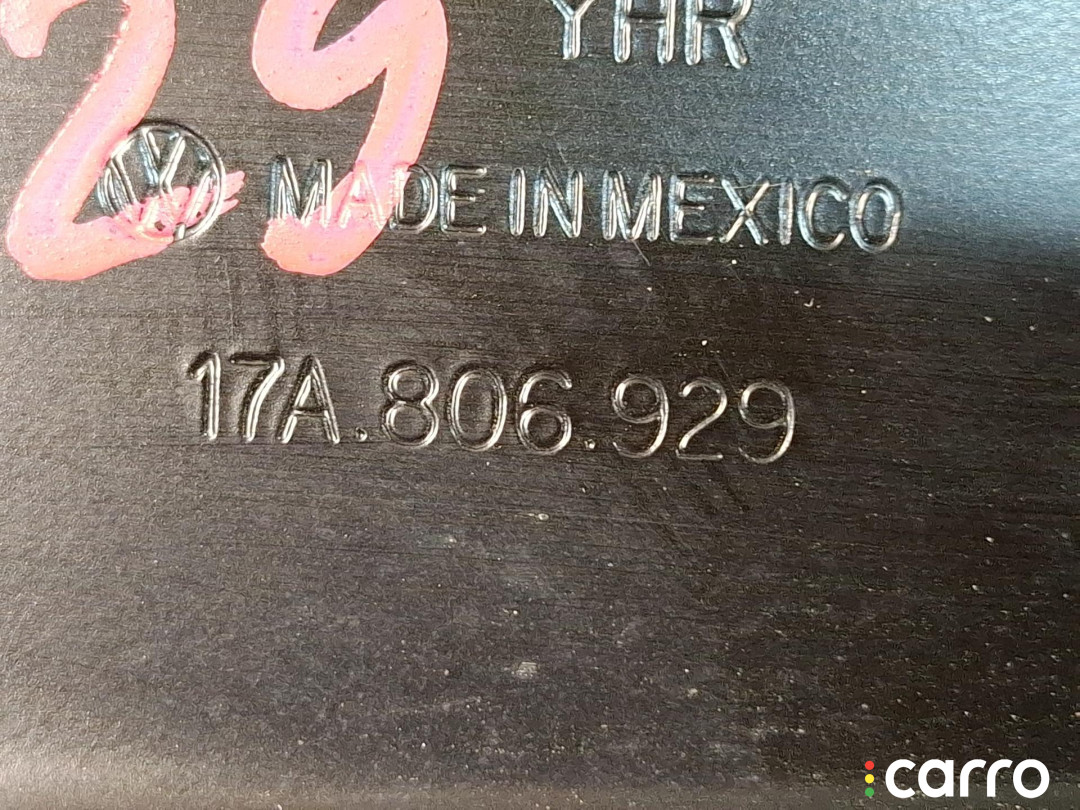 YHR
29
MADE IN MEXICO
17A.806.929
carro